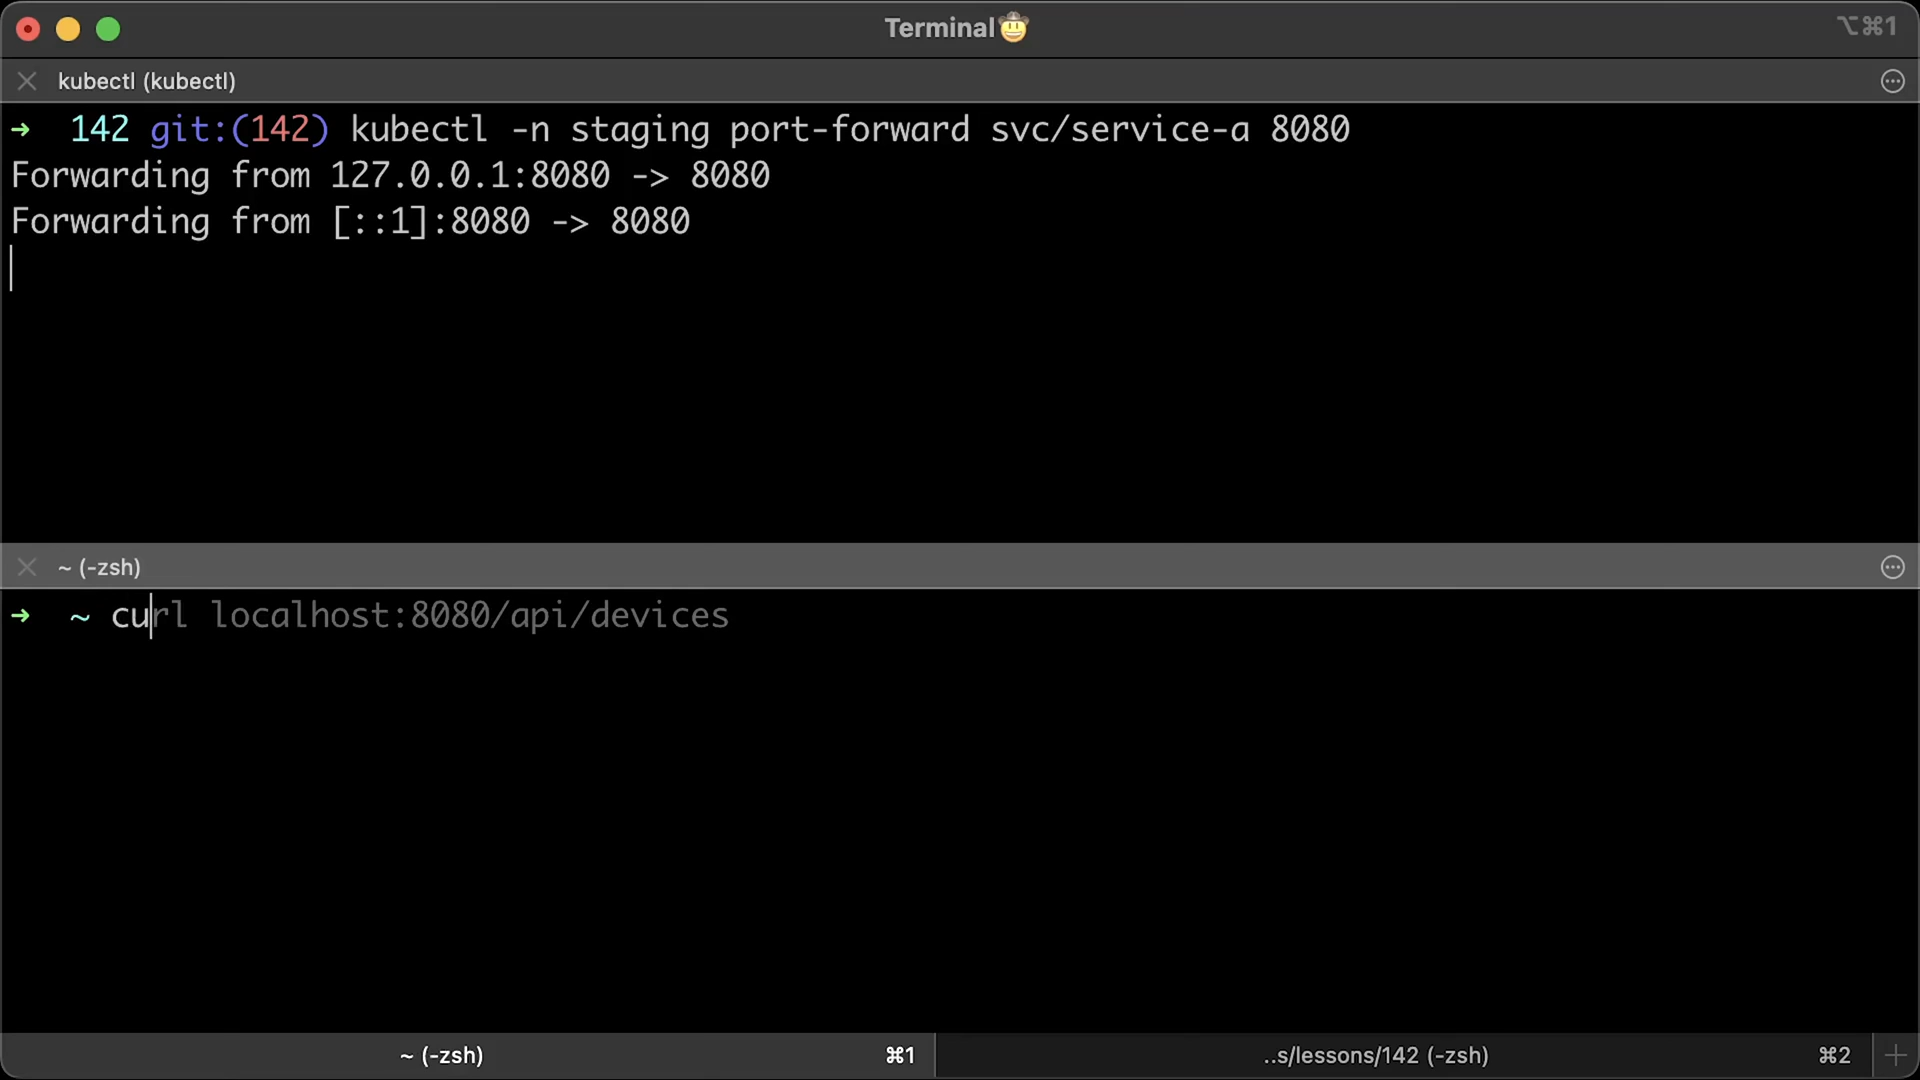 Terminal🤠
⌥⌘1
kubectl (kubectl)
➜ 142 git:(142) kubectl -n staging port-forward svc/service-a 8080
Forwarding from 127.0.0.1:8080 -> 8080
Forwarding from [::1]:8080 -> 8080
~ (-zsh)
➜ ~ curl localhost:8080/api/devices
~ (-zsh) ⌘1 ..s/lessons/142 (-zsh) ⌘2